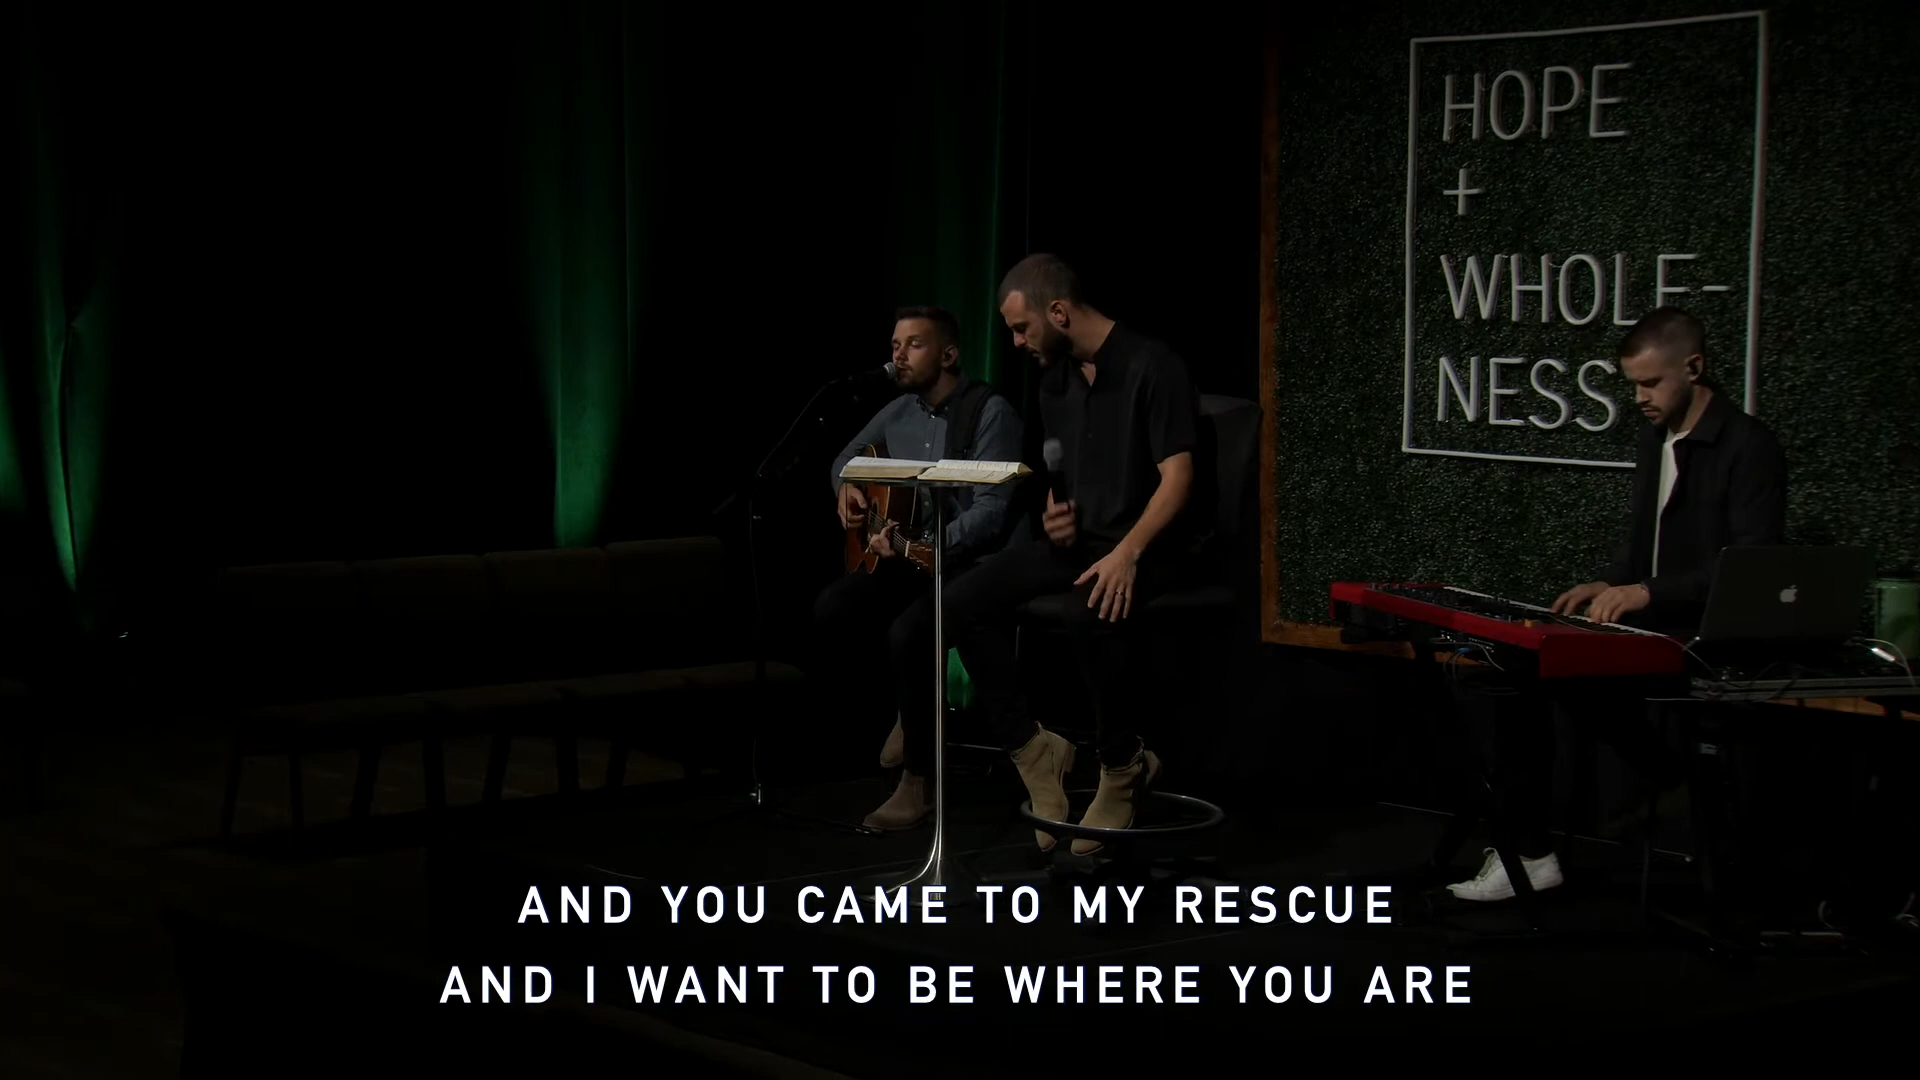 HOPE
+
WHOLE-
NESS
AND YOU CAME TO MY RESCUE
AND I WANT TO BE WHERE YOU ARE